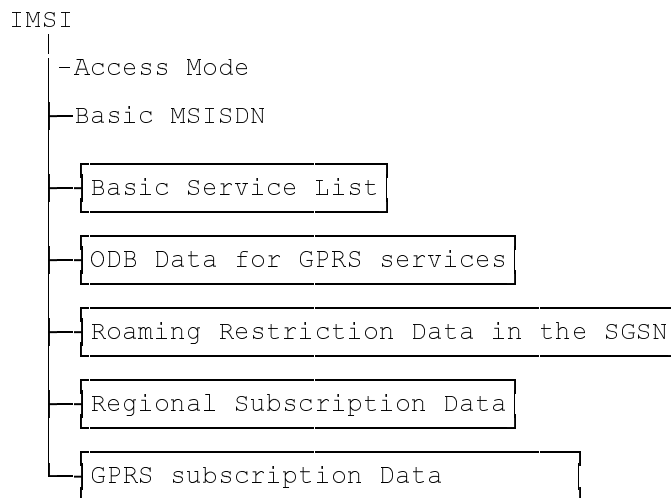 IMSI
-Access Mode
Basic MSISDN
Basic Service List
ODB Data for GPRS services
Roaming Restriction Data in the SGSN
Regional Subscription Data
GPRS subscription Data